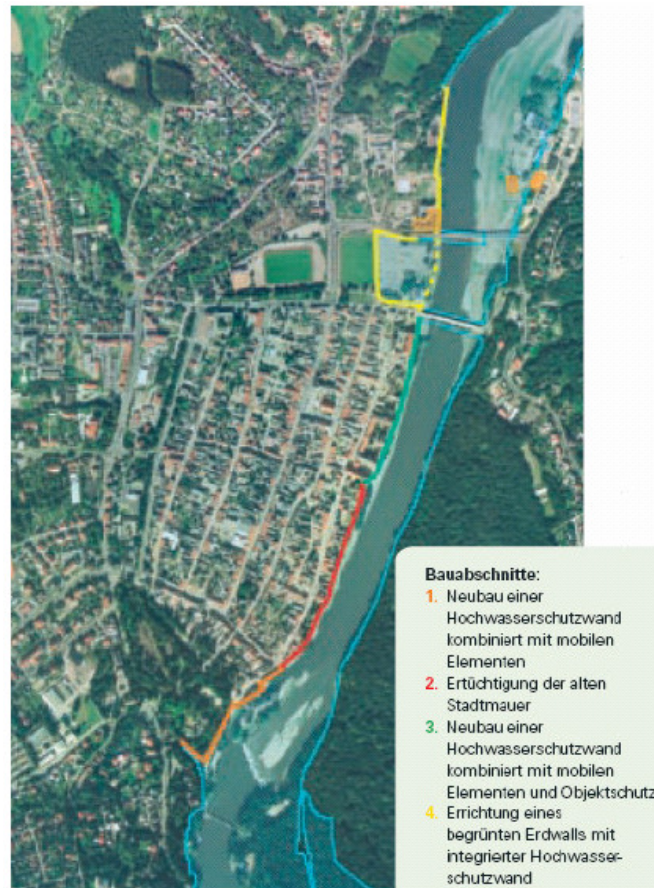 Bauabschnitte:
1. Neubau einer
Hochwasserschutzwand
kombiniert mit mobilen
Elementen
2. Ertüchtigung der alten
Stadtmauer
3. Neubau einer
Hochwasserschutzwand
kombiniert mit mobilen
Elementen und Objektschutz
4. Errichtung eines
begrünten Erdwalls mit
integrierter Hochwasser-
schutzwand